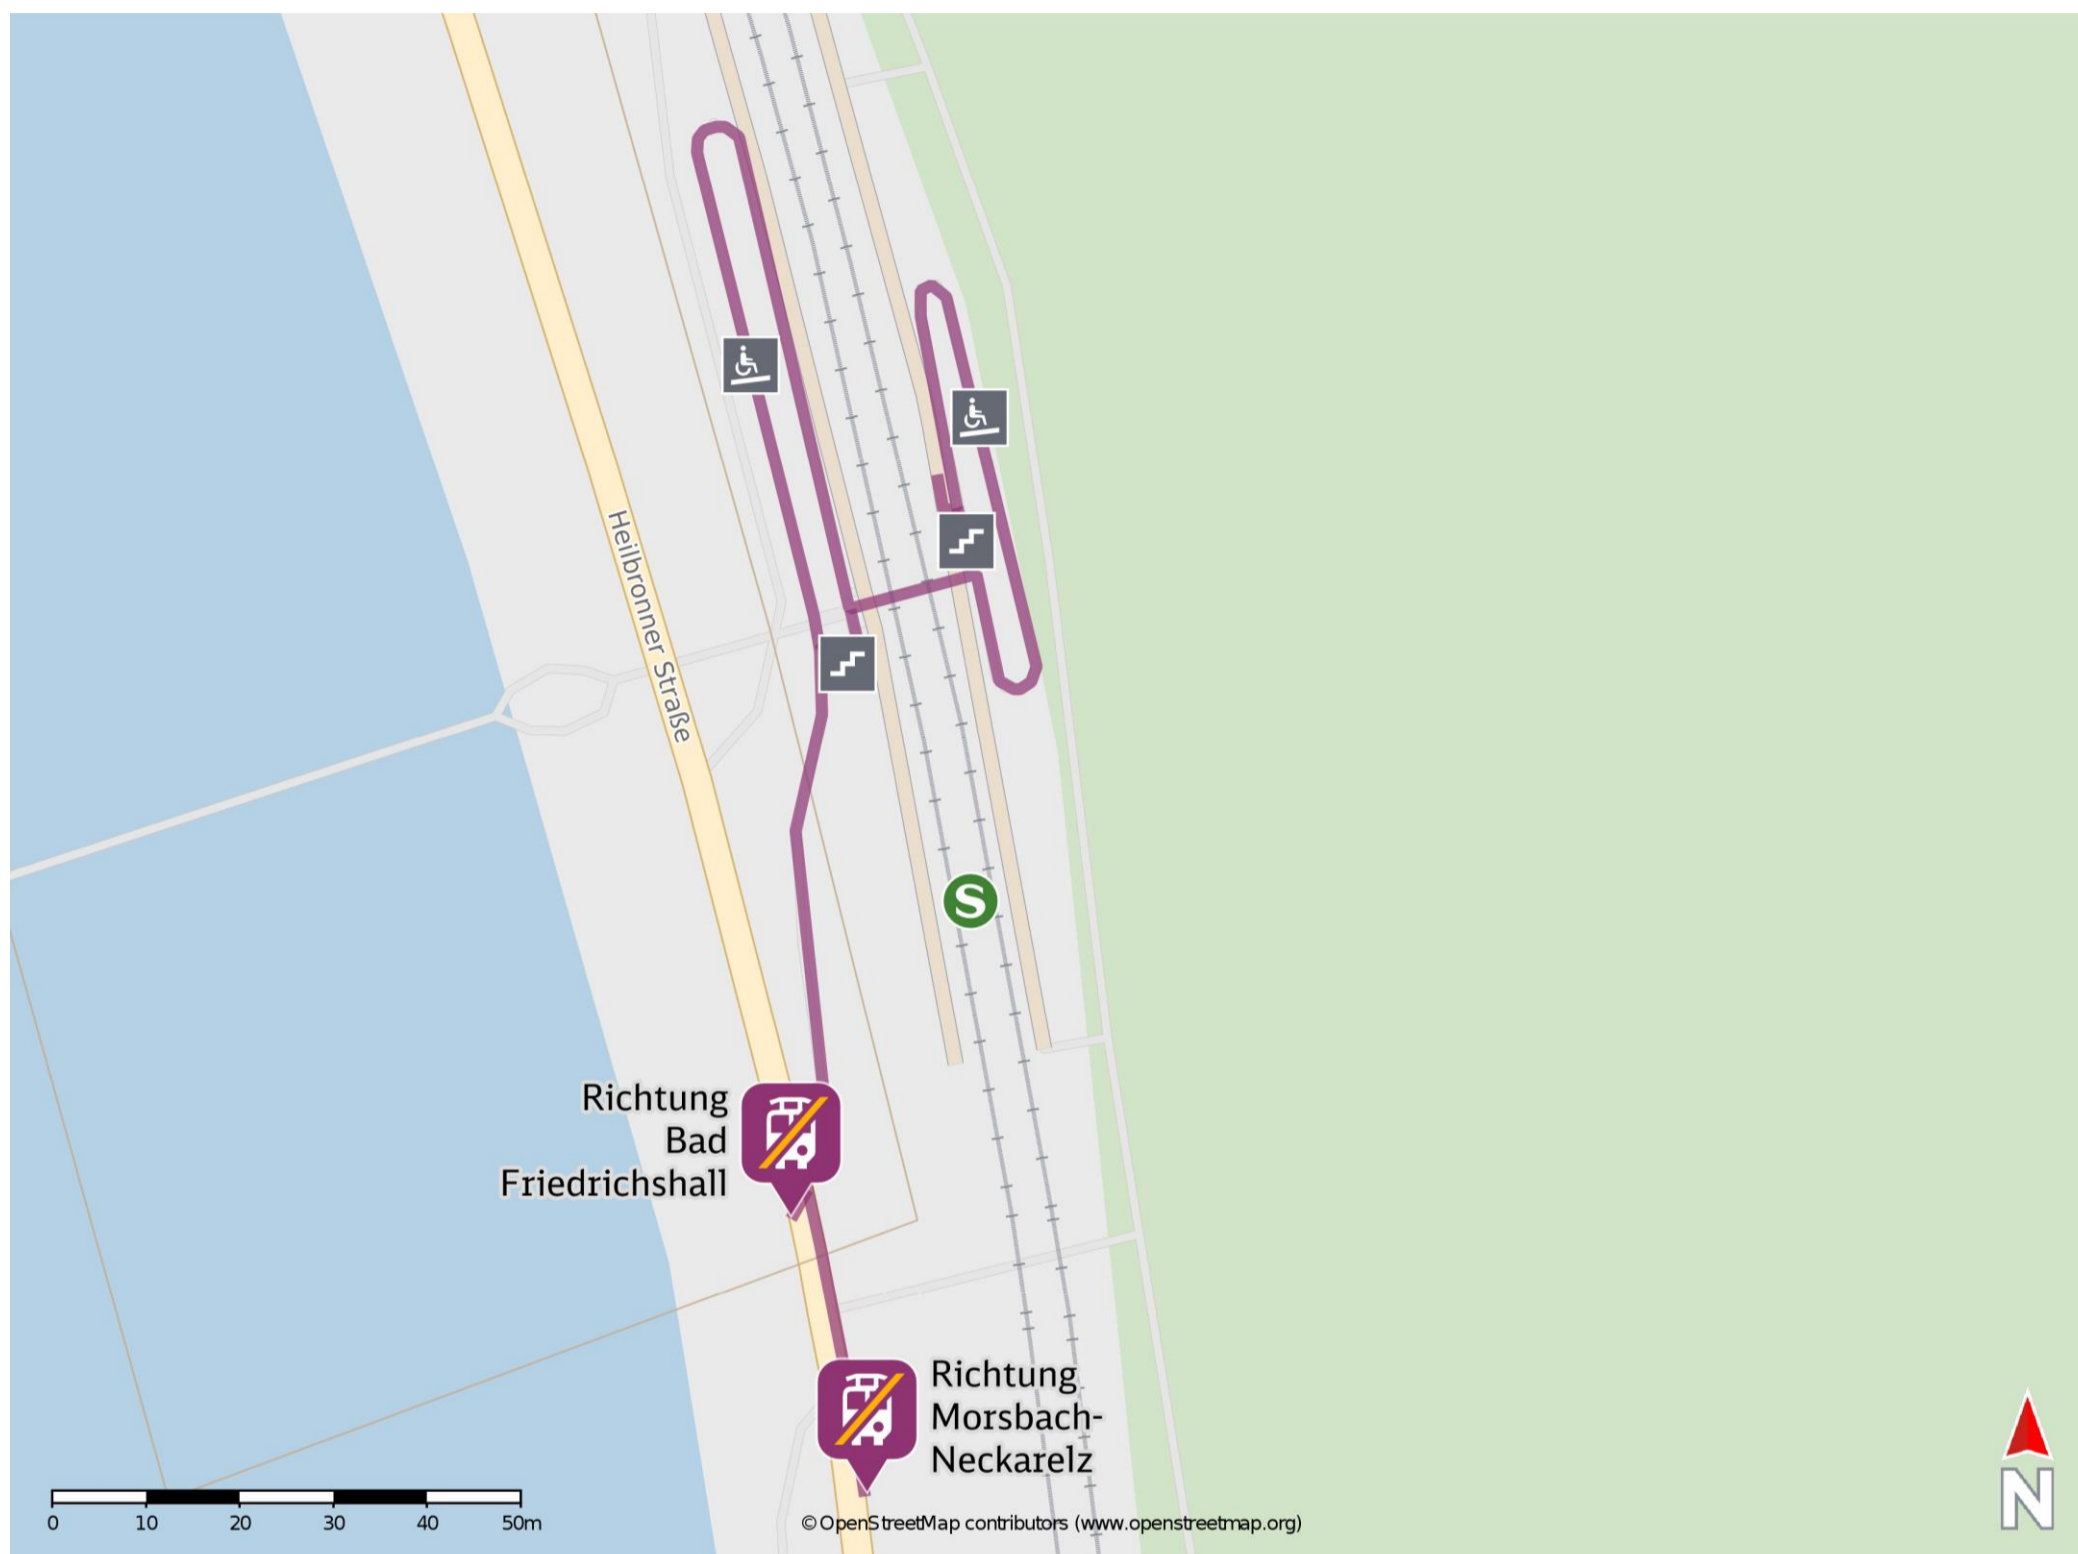 Heilbronner Straße
S
Richtung
Bad
Friedrichshall
Richtung
Morsbach-
Neckarelz
0 10 20 30 40 50m
©OpenStreetMap contributors (www.openstreetmap.org)
N